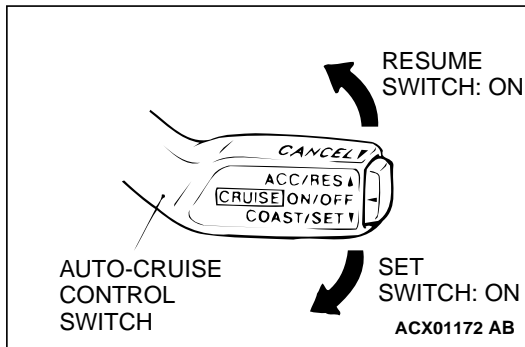 RESUME
SWITCH: ON
CANCEL▼
ACC/RES▲
CRUISE ON/OFF
COAST/SET▼
AUTO-CRUISE
CONTROL
SWITCH
SET
SWITCH: ON
ACX01172 AB